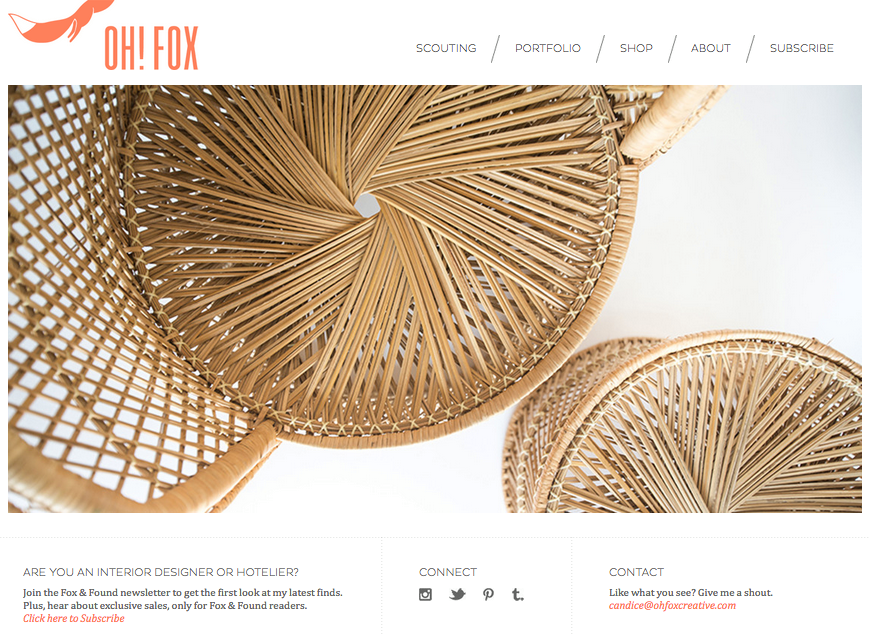 OH! FOX
SCOUTING / PORTFOLIO / SHOP / ABOUT / SUBSCRIBE
ARE YOU AN INTERIOR DESIGNER OR HOTELIER?
Join the Fox & Found newsletter to get the first look at my latest finds.
Plus, hear about exclusive sales, only for Fox & Found readers.
Click here to Subscribe
CONNECT
CONTACT
Like what you see? Give me a shout.
candice@ohfoxcreative.com